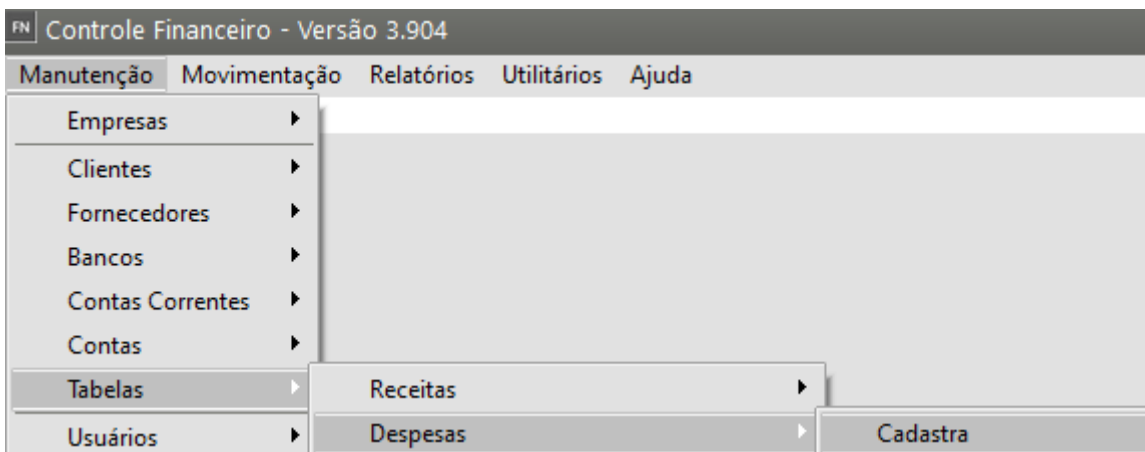 FN Controle Financeiro - Versão 3.904
Manutenção Movimentação Relatórios Utilitários Ajuda
Empresas
Clientes
Fornecedores
Bancos
Contas Correntes
Contas
Tabelas Receitas
Usuários Despesas Cadastra